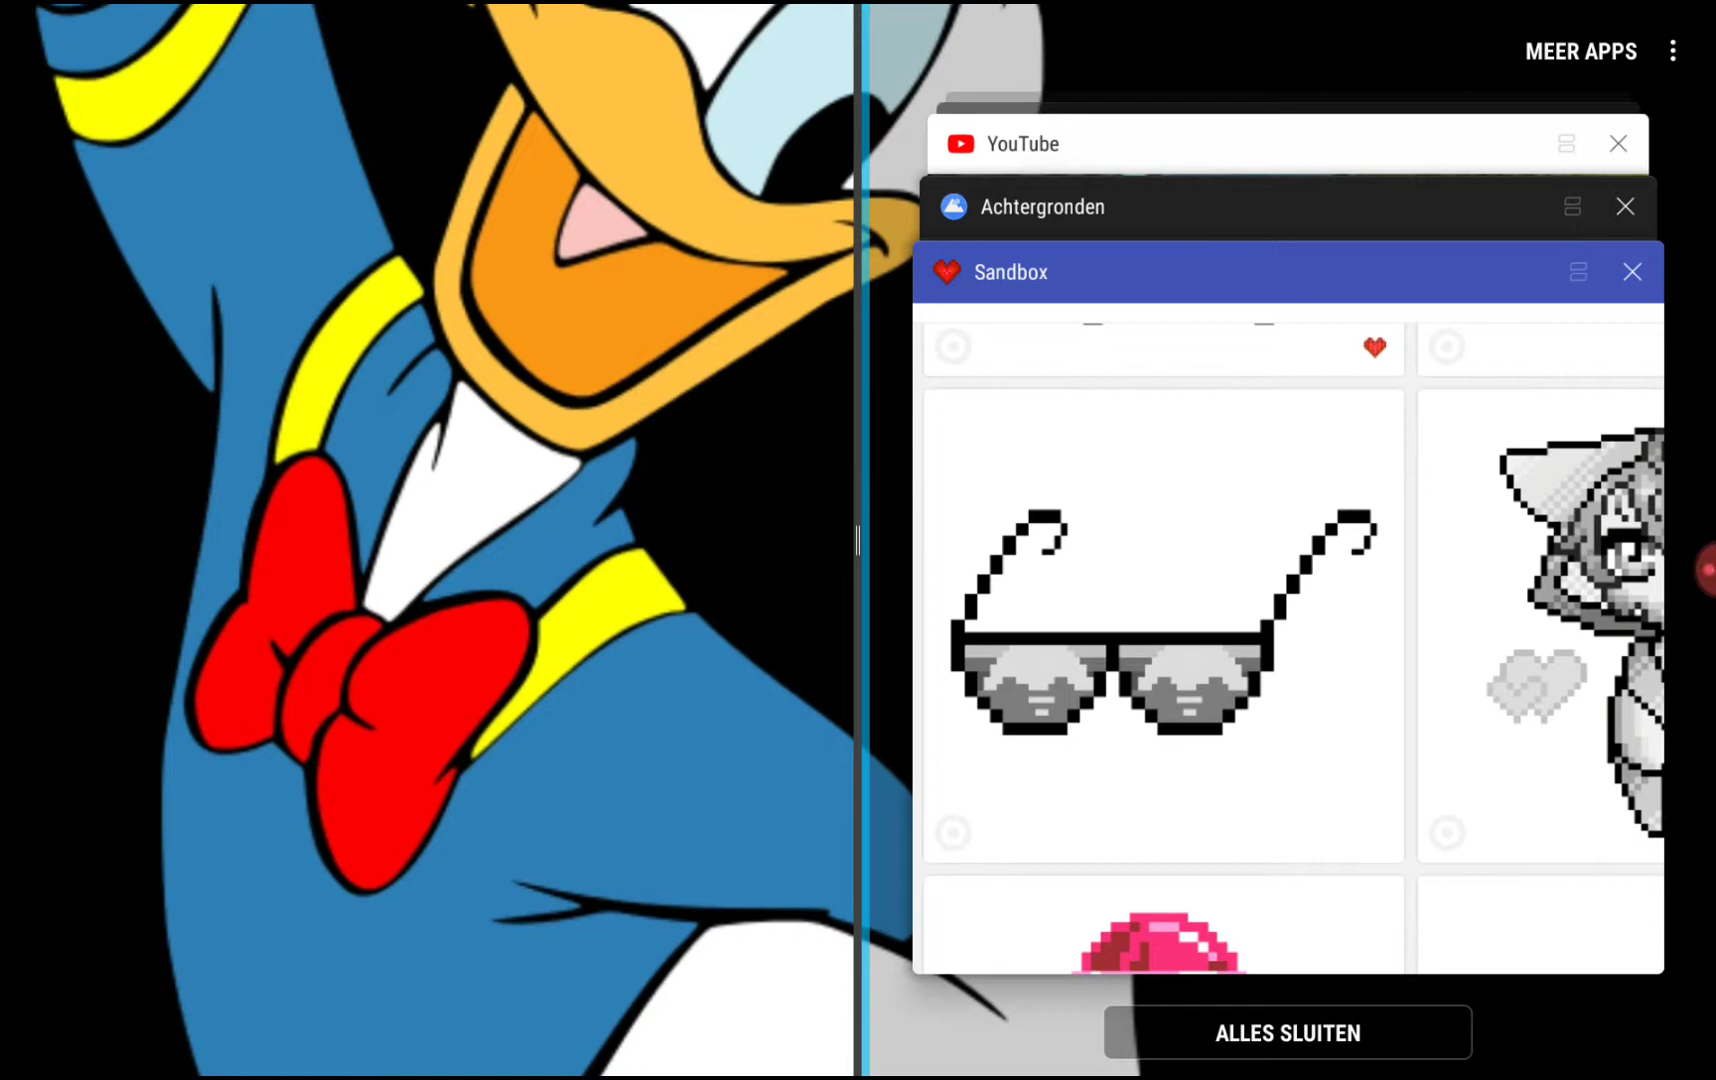 MEER APPS
YouTube
Achtergronden
Sandbox
ALLES SLUITEN